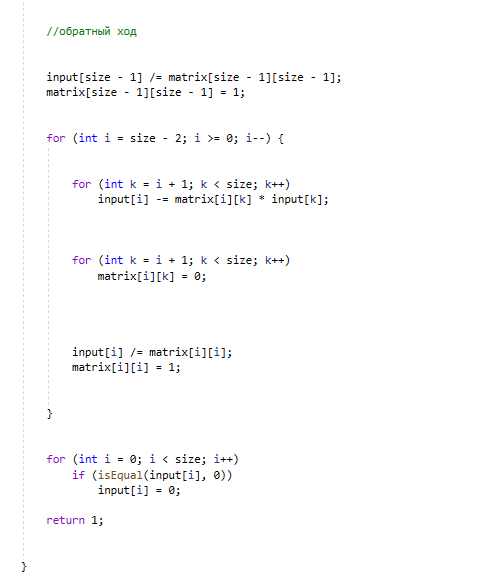 //обратный ход
input[size - 1] /= matrix[size - 1][size - 1];
matrix[size - 1][size - 1] = 1;
for (int i = size - 2; i >= 0; i--) {
for (int k = i + 1; k < size; k++)
input[i] -= matrix[i][k] * input[k];
for (int k = i + 1; k < size; k++)
matrix[i][k] = 0;
input[i] /= matrix[i][i];
matrix[i][i] = 1;
}
for (int i = 0; i < size; i++)
if (isEqual(input[i], 0))
input[i] = 0;
return 1;
}